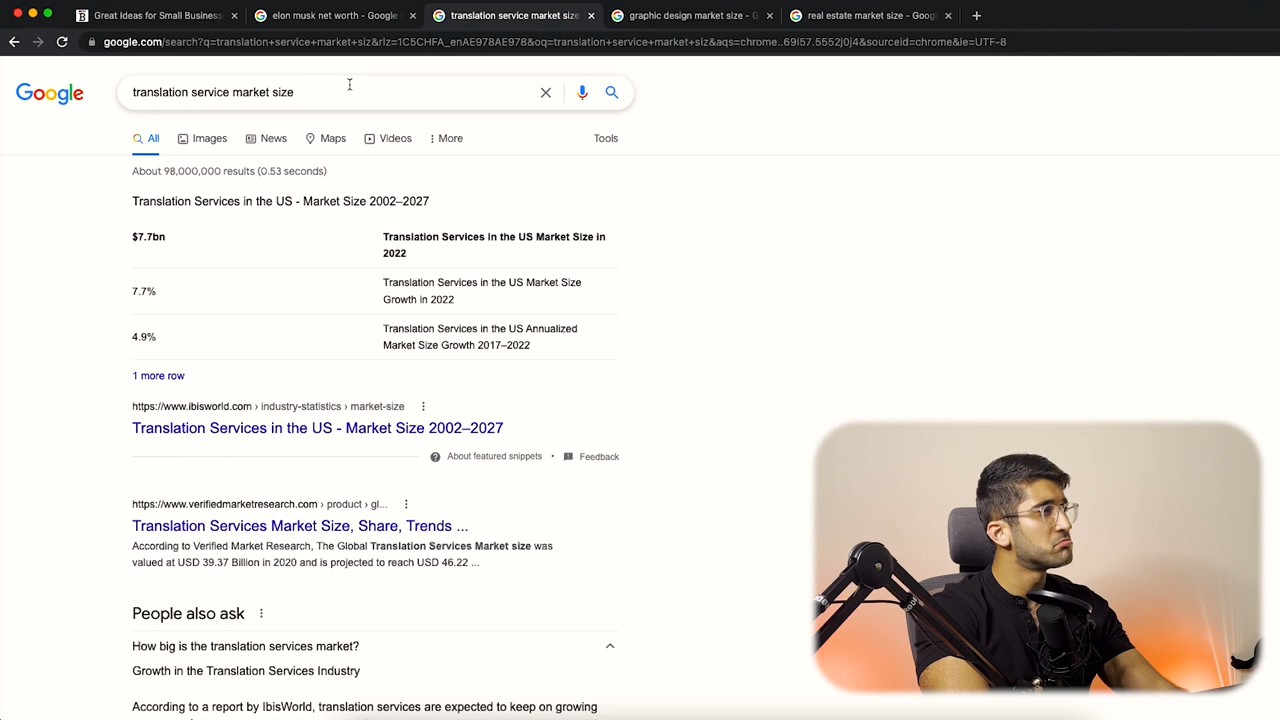 Great Ideas for Small Business
elon musk net worth - Google
translation service market size
graphic design market size - G
real estate market size - Goog
google.com/search?q=translation+service+market+siz&rlz=1C5CHFA_enAE978AE978&oq=translation+service+market+siz&aqs=chrome..69i57.5552j0j4&sourceid=chrome&ie=UTF-8
Google
translation service market size
All
Images
News
Maps
Videos
More
Tools
About 98,000,000 results (0.53 seconds)
Translation Services in the US - Market Size 2002–2027
$7.7bn
Translation Services in the US Market Size in
2022
7.7%
Translation Services in the US Market Size
Growth in 2022
4.9%
Translation Services in the US Annualized
Market Size Growth 2017–2022
1 more row
https://www.ibisworld.com › industry-statistics › market-size
Translation Services in the US - Market Size 2002–2027
About featured snippets • Feedback
https://www.verifiedmarketresearch.com › product › gl...
Translation Services Market Size, Share, Trends ...
According to Verified Market Research, The Global Translation Services Market size was
valued at USD 39.37 Billion in 2020 and is projected to reach USD 46.22 ...
People also ask
How big is the translation services market?
Growth in the Translation Services Industry
According to a report by IbisWorld, translation services are expected to keep on growing